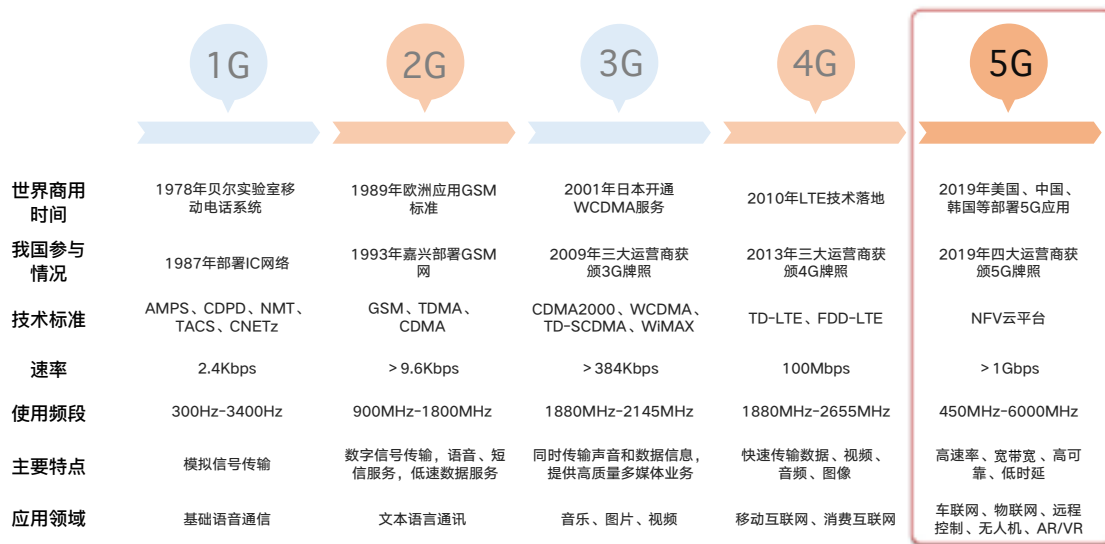 1G
2G
3G
4G
5G
世界商用
时间
1978年贝尔实验室移
动电话系统
1989年欧洲应用GSM
标准
2001年日本开通
WCDMA服务
2010年LTE技术落地
2019年美国、中国、
韩国等部署5G应用
我国参与
情况
1987年部署IC网络
1993年嘉兴部署GSM
网
2009年三大运营商获
颁3G牌照
2013年三大运营商获
颁4G牌照
2019年四大运营商获
颁5G牌照
技术标准
AMPS、CDPD、NMT、
TACS、CNETz
GSM、TDMA、
CDMA
CDMA2000、WCDMA、
TD-SCDMA、WiMAX
TD-LTE、FDD-LTE
NFV云平台
速率
2.4Kbps
＞9.6Kbps
＞384Kbps
100Mbps
＞1Gbps
使用频段
300Hz-3400Hz
900MHz-1800MHz
1880MHz-2145MHz
1880MHz-2655MHz
450MHz-6000MHz
主要特点
模拟信号传输
数字信号传输，语音、短
信服务，低速数据服务
同时传输声音和数据信息，
提供高质量多媒体业务
快速传输数据、视频、
音频、图像
高速率、宽带宽、高可
靠、低时延
应用领域
基础语音通信
文本语言通讯
音乐、图片、视频
移动互联网、消费互联网
车联网、物联网、远程
控制、无人机、AR/VR